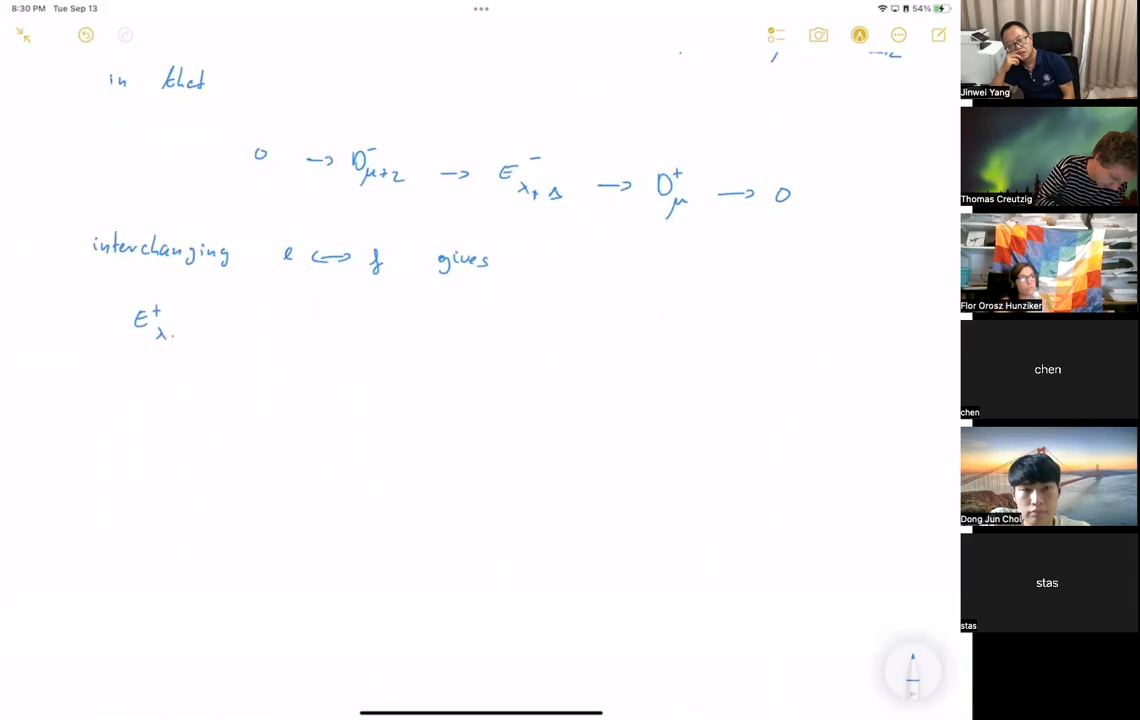 8:30 PM Tue Sep 13
54%
in that
0 → D⁻_{μ+2} → E⁻_{λ,Δ} → D⁺_μ → 0
interchanging e ↔ f gives
E⁺_λ,
Jinwei Yang
Thomas Creutzig
Flor Orosz Hunziker
chen
chen
Dong Jun Choi
stas
stas